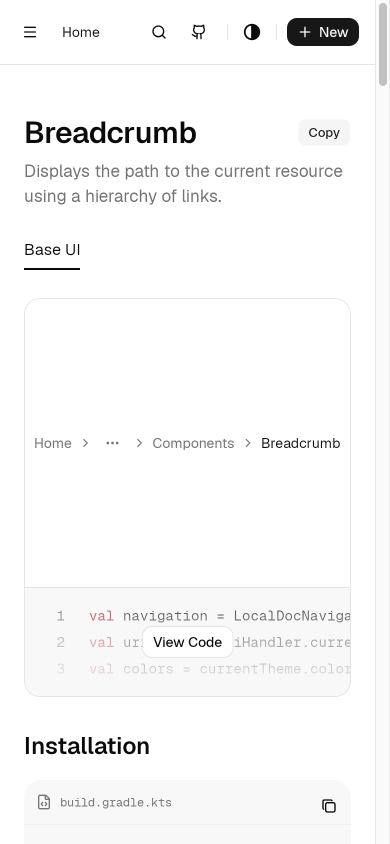 Home
New
Breadcrumb
Copy
Displays the path to the current resource
using a hierarchy of links.
Base UI
Home ··· Components Breadcrumb
1 val navigation = LocalDocNaviga
2 val ur iHandler.curre
View Code
3 val colors = currentTheme.color
Installation
build.gradle.kts